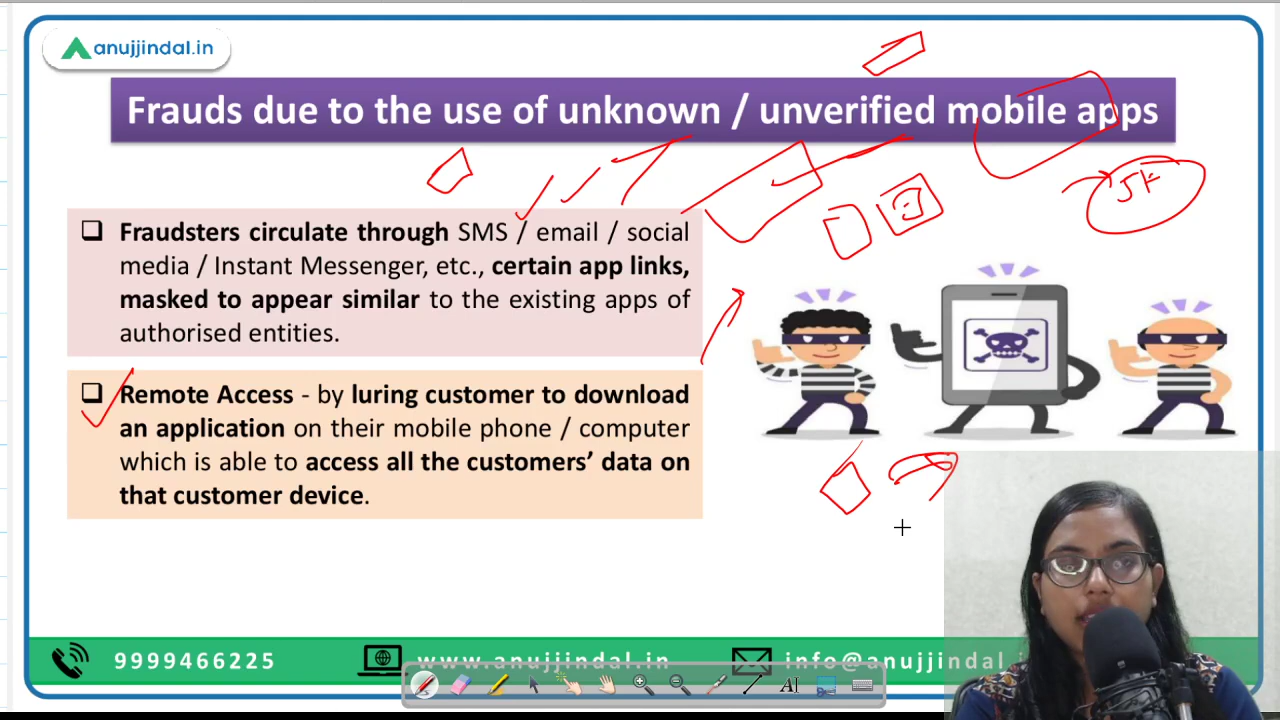 anujjindal.in
Frauds due to the use of unknown / unverified mobile apps
5K
Fraudsters circulate through SMS / email / social
media / Instant Messenger, etc., certain app links,
masked to appear similar to the existing apps of
authorised entities.
Remote Access - by luring customer to download
an application on their mobile phone / computer
which is able to access all the customers' data on
that customer device.
9999466225
www.anujjindal.in
info@anujjindal.i
AI